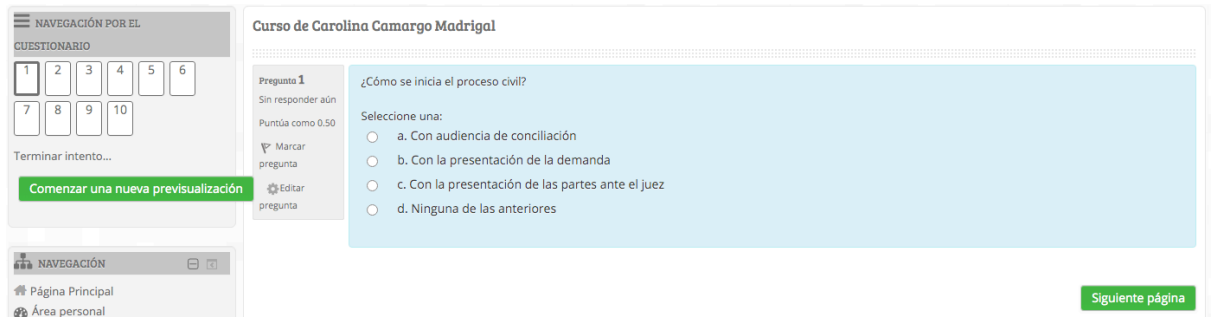 NAVEGACIÓN POR EL
CUESTIONARIO
1 2 3 4 5 6
7 8 9 10
Terminar intento...
Comenzar una nueva previsualización
NAVEGACIÓN
Página Principal
Área personal
Curso de Carolina Camargo Madrigal
Pregunta 1
Sin responder aún
Puntúa como 0.50
Marcar
pregunta
Editar
pregunta
¿Cómo se inicia el proceso civil?
Seleccione una:
a. Con audiencia de conciliación
b. Con la presentación de la demanda
c. Con la presentación de las partes ante el juez
d. Ninguna de las anteriores
Siguiente página